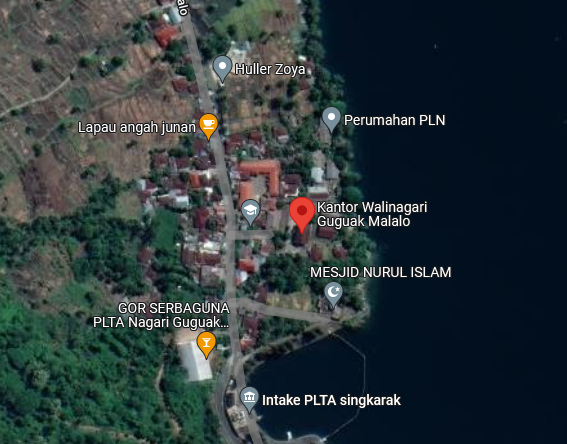 alo
Huller Zoya
Lapau angah junan
Perumahan PLN
Kantor Walinagari
Guguak Malalo
MESJID NURUL ISLAM
GOR SERBAGUNA
PLTA Nagari Guguak...
Intake PLTA singkarak